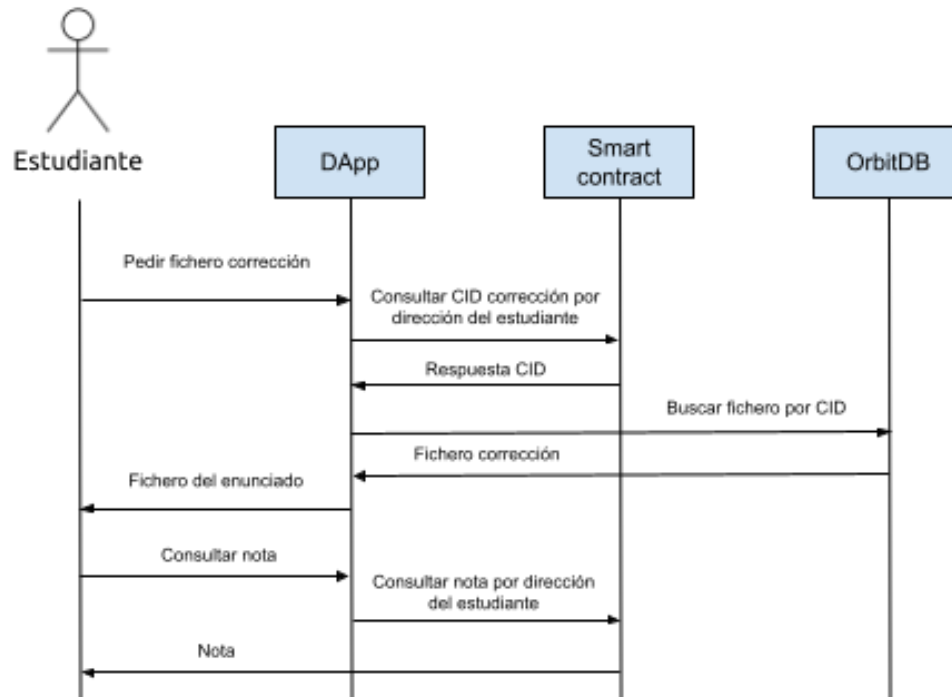 Estudiante
DApp
Smart
contract
OrbitDB
Pedir fichero corrección
Consultar CID corrección por
dirección del estudiante
Respuesta CID
Buscar fichero por CID
Fichero corrección
Fichero del enunciado
Consultar nota
Consultar nota por dirección
del estudiante
Nota